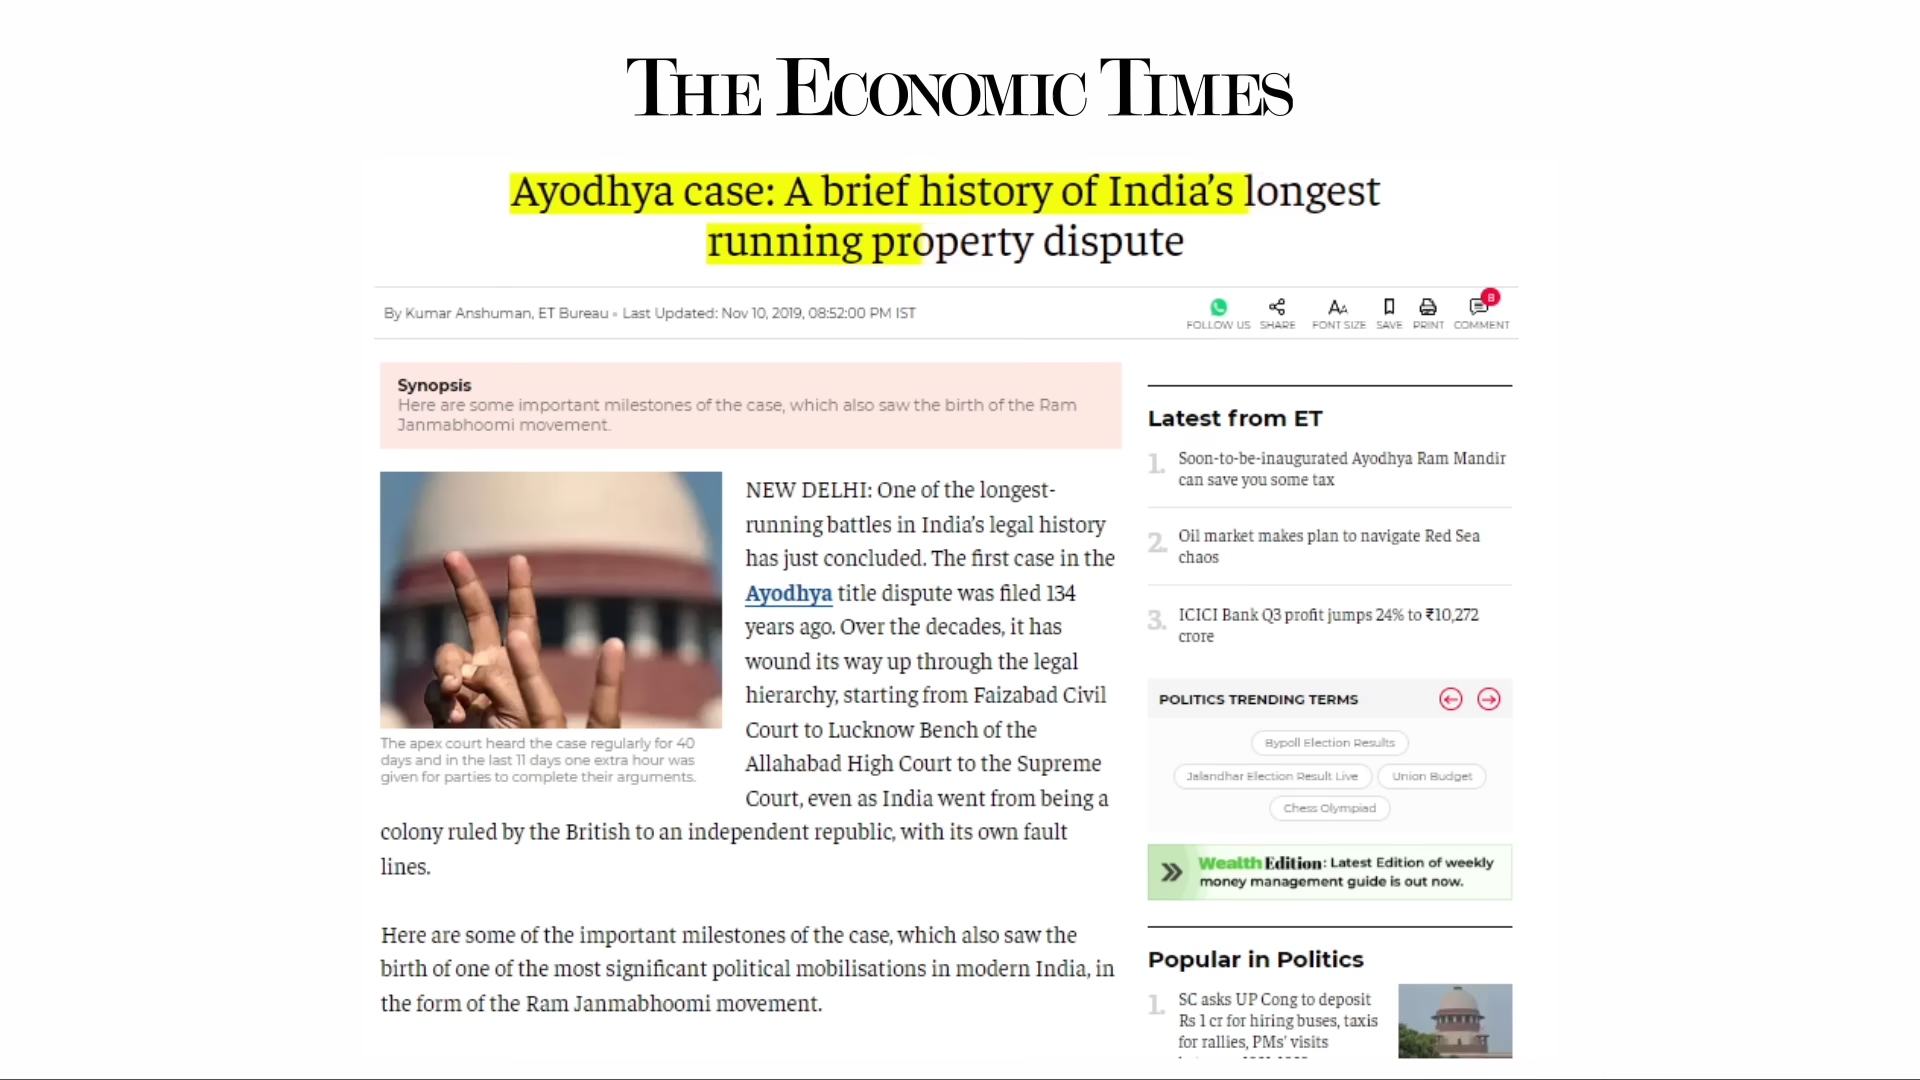 THE ECONOMIC TIMES
Ayodhya case: A brief history of India's longest
running property dispute
By Kumar Anshuman, ET Bureau • Last Updated: Nov 10, 2019, 08:52:00 PM IST
FOLLOW US
SHARE
FONT SIZE
SAVE
PRINT
8
COMMENT
Synopsis
Here are some important milestones of the case, which also saw the birth of the Ram
Janmabhoomi movement.
The apex court heard the case regularly for 40
days and in the last 11 days one extra hour was
given for parties to complete their arguments.
NEW DELHI: One of the longest-
running battles in India's legal history
has just concluded. The first case in the
Ayodhya title dispute was filed 134
years ago. Over the decades, it has
wound its way up through the legal
hierarchy, starting from Faizabad Civil
Court to Lucknow Bench of the
Allahabad High Court to the Supreme
Court, even as India went from being a
colony ruled by the British to an independent republic, with its own fault
lines.
Here are some of the important milestones of the case, which also saw the
birth of one of the most significant political mobilisations in modern India, in
the form of the Ram Janmabhoomi movement.
Latest from ET
1. Soon-to-be-inaugurated Ayodhya Ram Mandir
can save you some tax
2. Oil market makes plan to navigate Red Sea
chaos
3. ICICI Bank Q3 profit jumps 24% to ₹10,272
crore
POLITICS TRENDING TERMS
Bypoll Election Results
Jalandhar Election Result Live
Union Budget
Chess Olympiad
Wealth Edition: Latest Edition of weekly
money management guide is out now.
Popular in Politics
1. SC asks UP Cong to deposit
Rs 1 cr for hiring buses, taxis
for rallies, PMs' visits